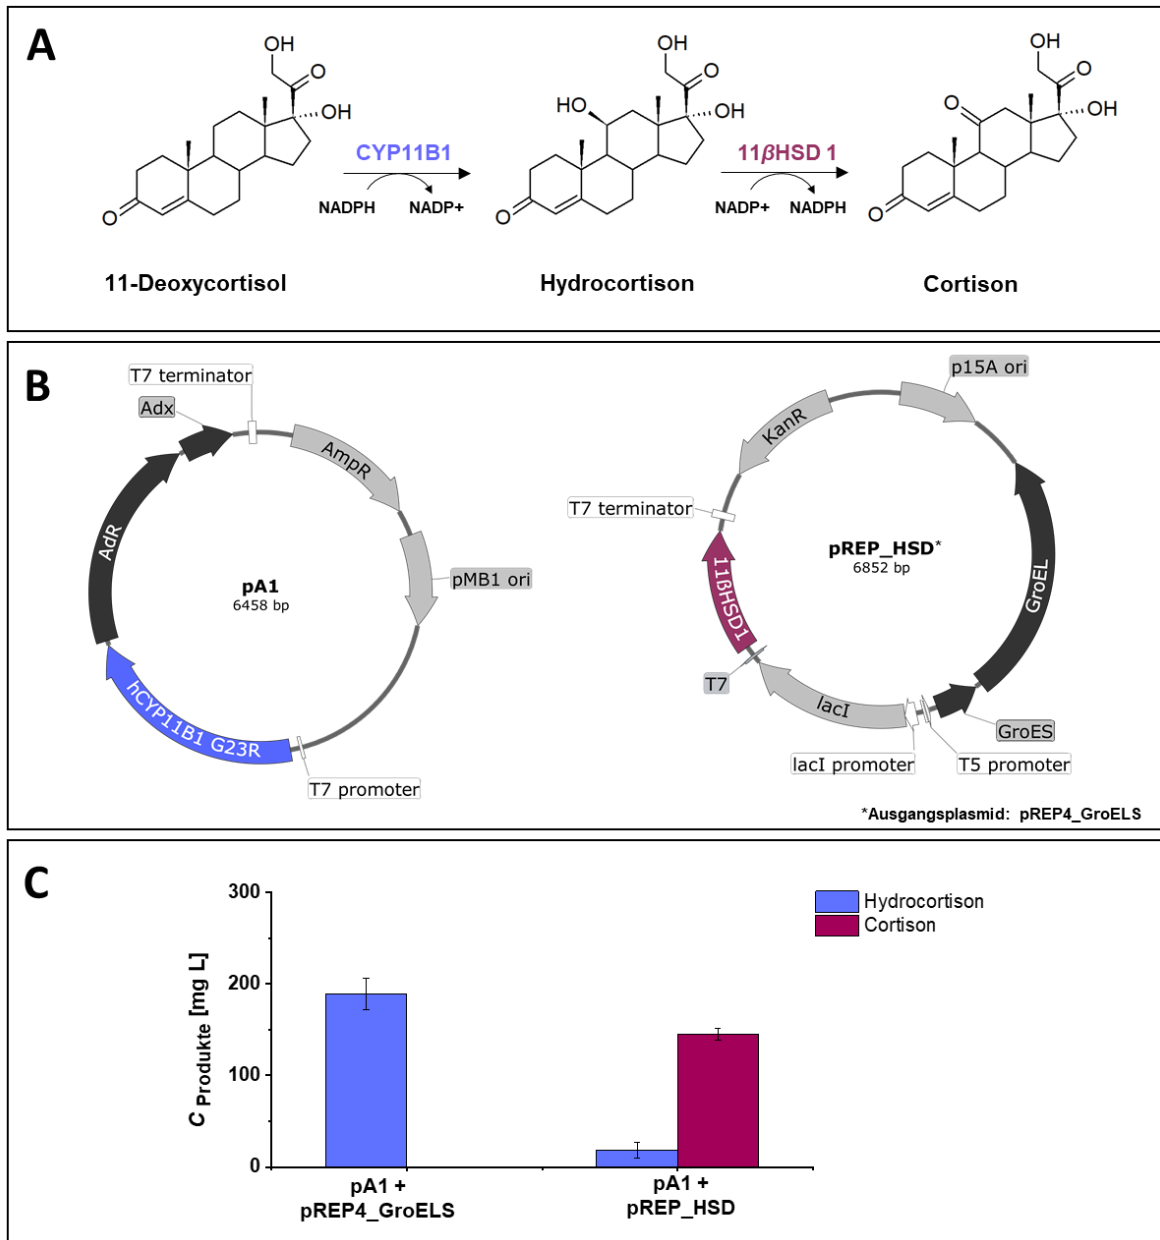 A
OH
O
OH
O
CYP11B1
NADPH
NADP+
OH
O
OH
HO
O
11βHSD 1
NADP+
NADPH
OH
O
OH
O
O
11-Deoxycortisol
Hydrocortison
Cortison
B
T7 terminator
Adx
AmpR
AdR
pMB1 ori
pA1
6458 bp
hCYP11B1 G23R
T7 promoter
p15A ori
KanR
T7 terminator
pREP_HSD*
6852 bp
11βHSD1
GroEL
T7
lacI
GroES
lacI promoter
T5 promoter
*Ausgangsplasmid: pREP4_GroELS
C
300
200
100
0
C Produkte [mg L]
Hydrocortison
Cortison
pA1 +
pREP4_GroELS
pA1 +
pREP_HSD